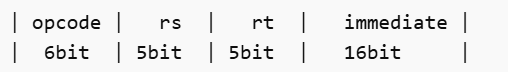 | opcode | rs | rt | immediate |
| 6bit | 5bit | 5bit | 16bit |